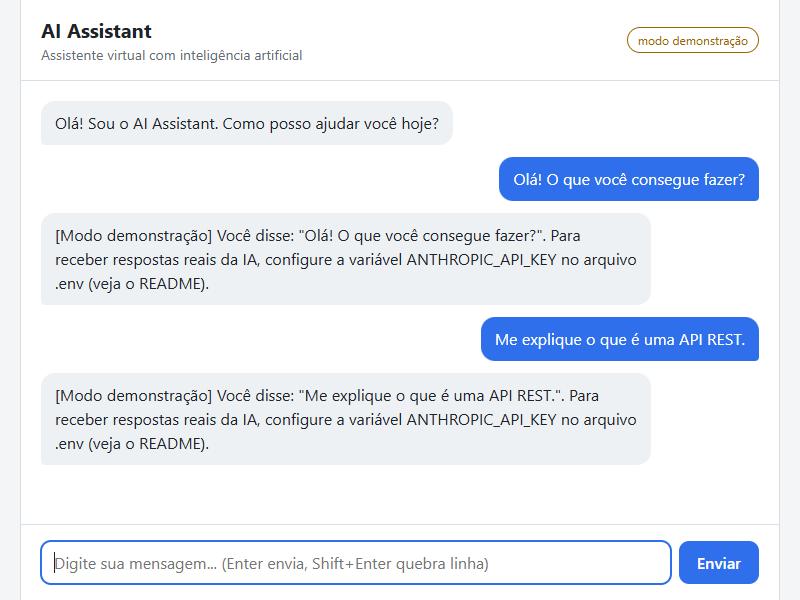 AI Assistant
Assistente virtual com inteligência artificial
modo demonstração
Olá! Sou o AI Assistant. Como posso ajudar você hoje?
Olá! O que você consegue fazer?
[Modo demonstração] Você disse: "Olá! O que você consegue fazer?". Para
receber respostas reais da IA, configure a variável ANTHROPIC_API_KEY no arquivo
.env (veja o README).
Me explique o que é uma API REST.
[Modo demonstração] Você disse: "Me explique o que é uma API REST.". Para
receber respostas reais da IA, configure a variável ANTHROPIC_API_KEY no arquivo
.env (veja o README).
Digite sua mensagem... (Enter envia, Shift+Enter quebra linha)
Enviar